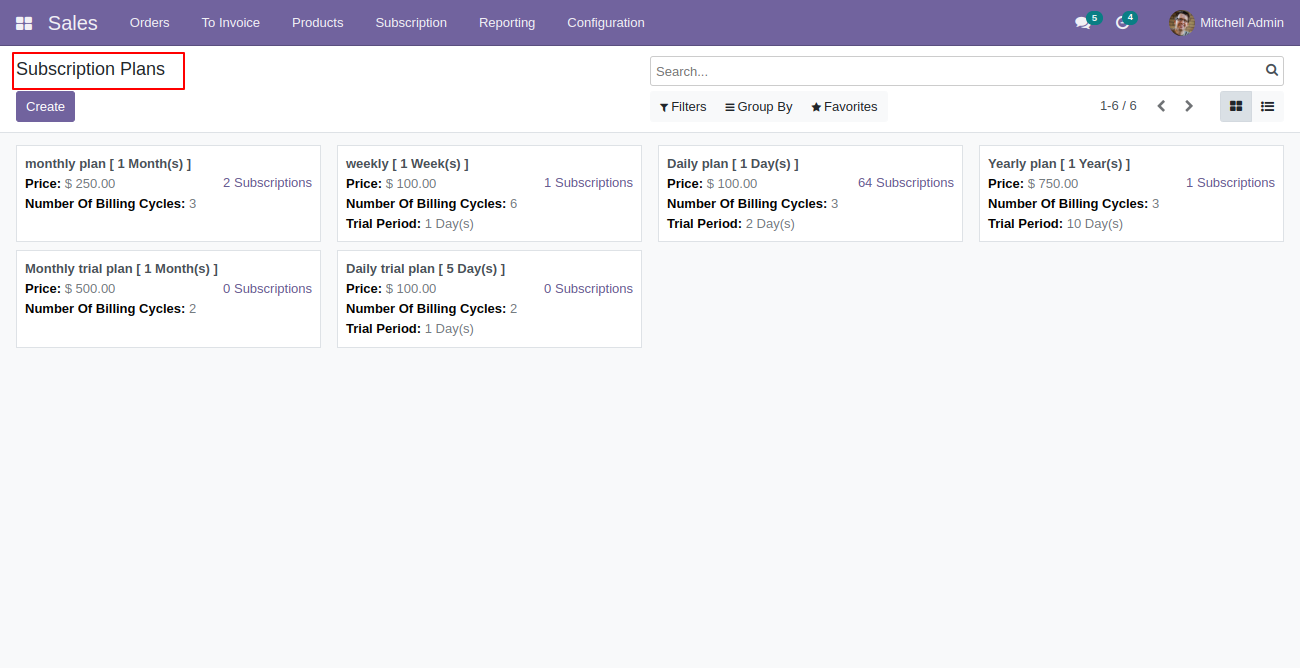 Sales Orders To Invoice Products Subscription Reporting Configuration 5 4 Mitchell Admin
Subscription Plans
Search...
Create
Filters Group By Favorites 1-6 / 6
monthly plan [ 1 Month(s) ]
Price: $ 250.00 2 Subscriptions
Number Of Billing Cycles: 3
weekly [ 1 Week(s) ]
Price: $ 100.00 1 Subscriptions
Number Of Billing Cycles: 6
Trial Period: 1 Day(s)
Daily plan [ 1 Day(s) ]
Price: $ 100.00 64 Subscriptions
Number Of Billing Cycles: 3
Trial Period: 2 Day(s)
Yearly plan [ 1 Year(s) ]
Price: $ 750.00 1 Subscriptions
Number Of Billing Cycles: 3
Trial Period: 10 Day(s)
Monthly trial plan [ 1 Month(s) ]
Price: $ 500.00 0 Subscriptions
Number Of Billing Cycles: 2
Daily trial plan [ 5 Day(s) ]
Price: $ 100.00 0 Subscriptions
Number Of Billing Cycles: 2
Trial Period: 1 Day(s)